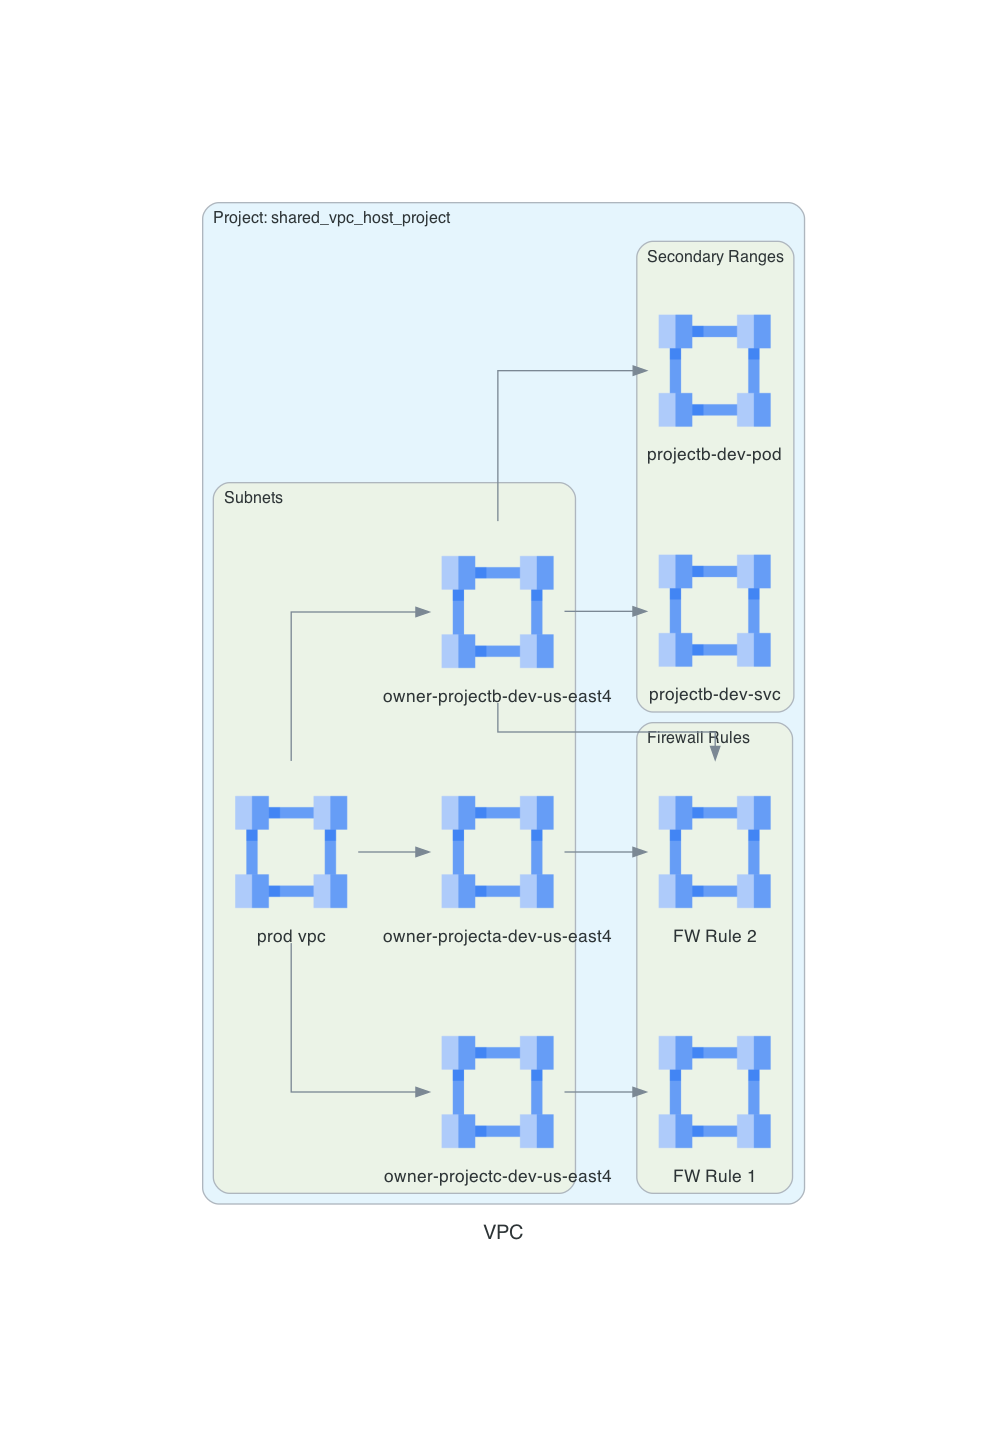 Project: shared_vpc_host_project
Secondary Ranges
projectb-dev-pod
Subnets
owner-projectb-dev-us-east4
projectb-dev-svc
Firewall Rules
prod vpc
owner-projecta-dev-us-east4
FW Rule 2
owner-projectc-dev-us-east4
FW Rule 1
VPC